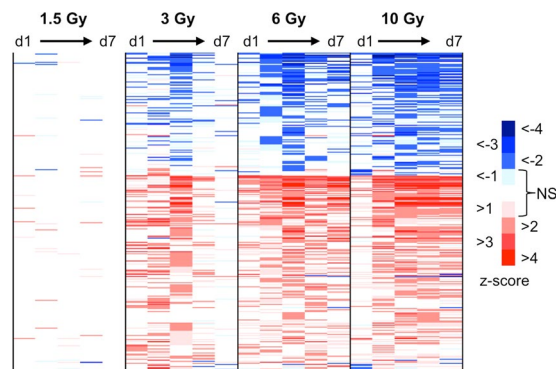 1.5 Gy 3 Gy 6 Gy 10 Gy
d1 d7 d1 d7 d1 d7 d1 d7
<-4
<-3
<-2
<-1
NS
>1
>2
>3
>4
z-score